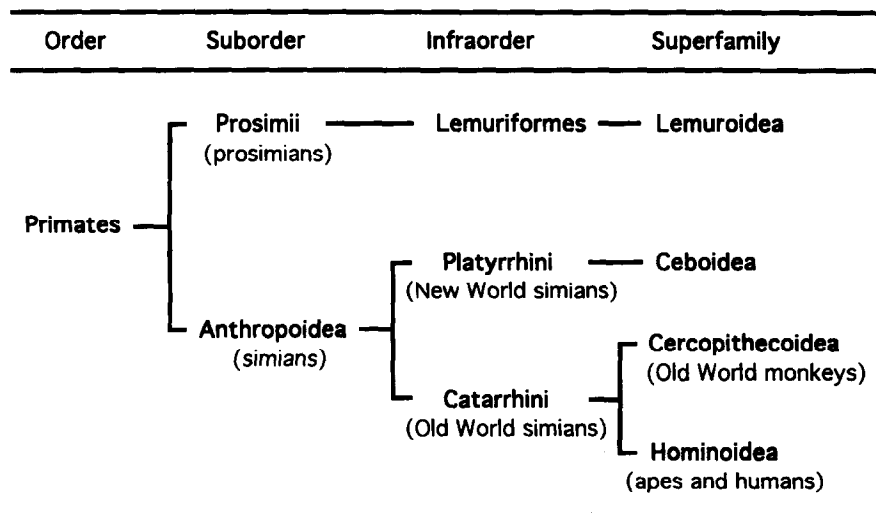 Order Suborder Infraorder Superfamily
Prosimii Lemuriformes Lemuroidea
(prosimians)
Primates
Platyrrhini Ceboidea
(New World simians)
Anthropoidea
(simians)
Cercopithecoidea
(Old World monkeys)
Catarrhini
(Old World simians)
Hominoidea
(apes and humans)